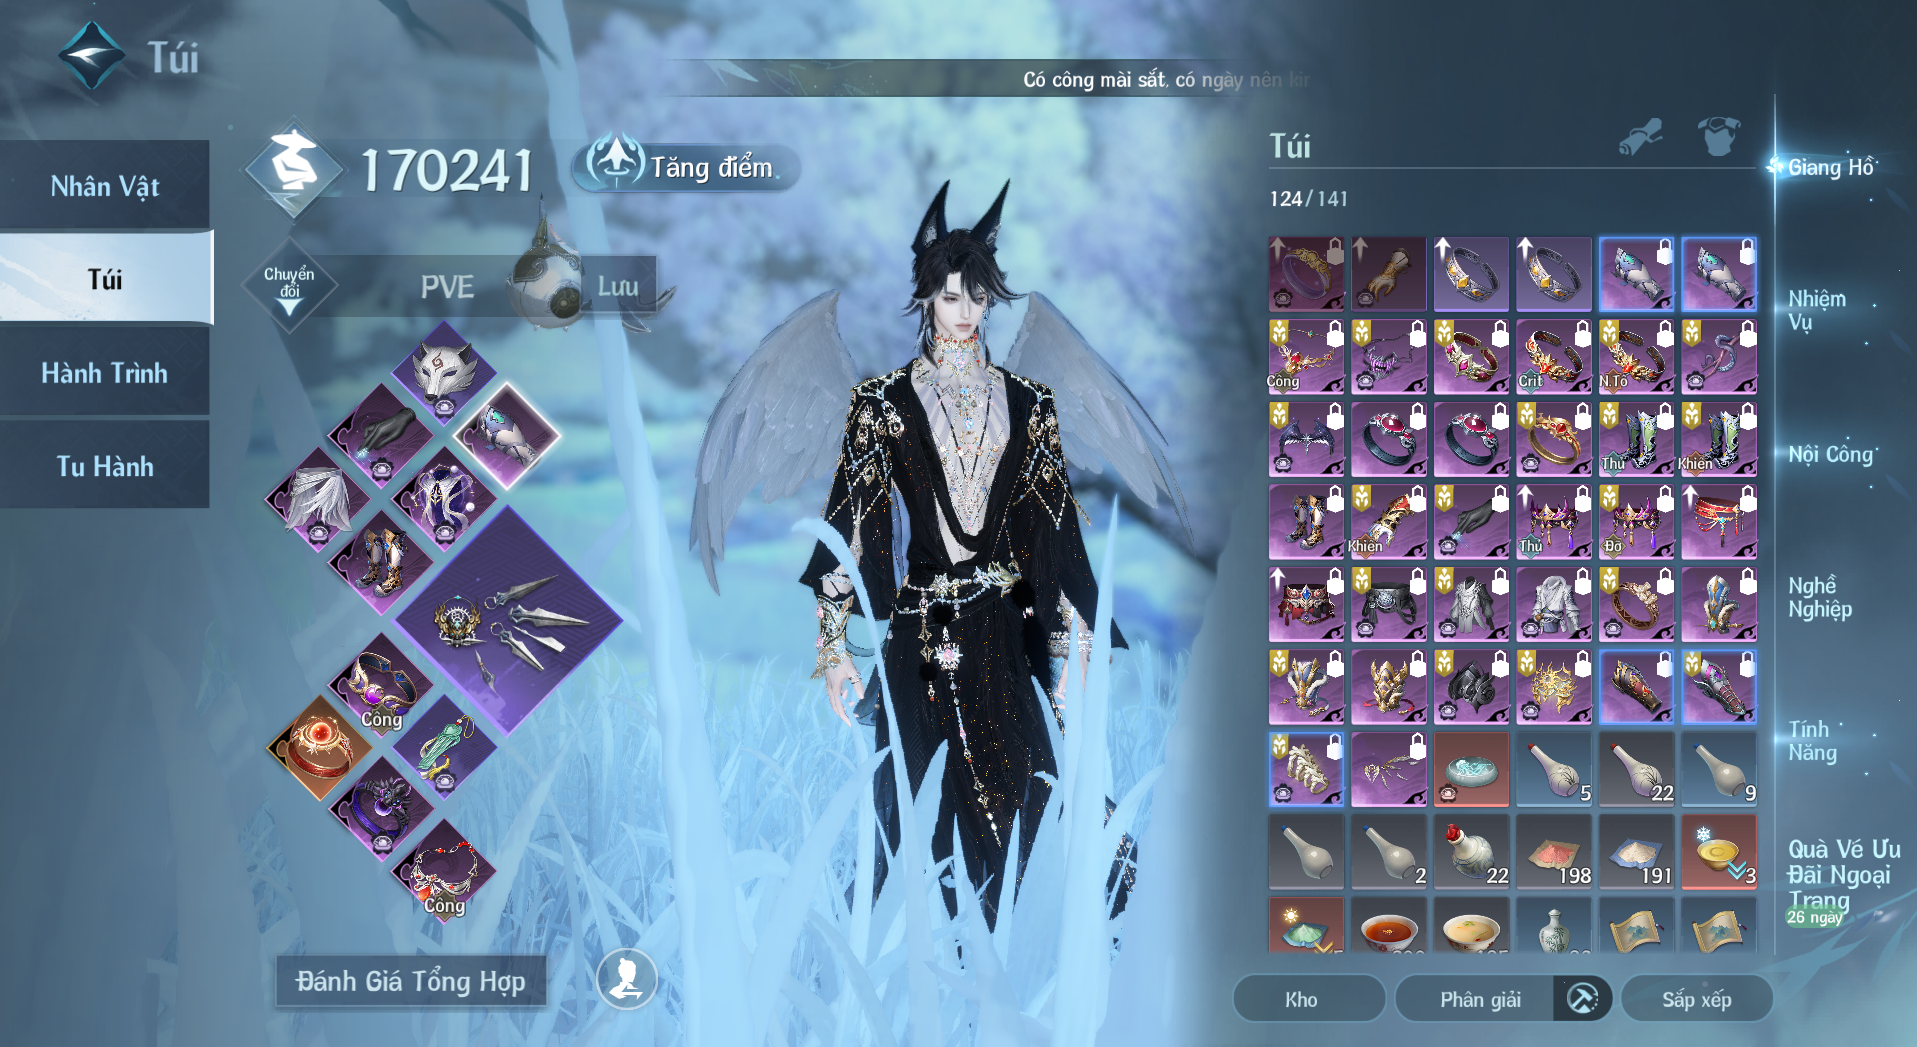 Túi
Có công mài sắt, có ngày nên
Nhân Vật
Túi
Hành Trình
Tu Hành
170241
Tăng điểm
Chuyển
đổi
PVE
Lưu
Công
Công
Đánh Giá Tổng Hợp
Túi
124/141
Công
Crit
N.Tố
Thủ
Khiên
Khiên
Thủ
Đỡ
5
22
9
2
22
198
191
3
Kho
Phân giải
Sắp xếp
Giang Hồ
Nhiệm
Vụ
Nội Công
Nghề
Nghiệp
Tính
Năng
Quà Vé Ưu
Đãi Ngoại
Trang
26 ngày